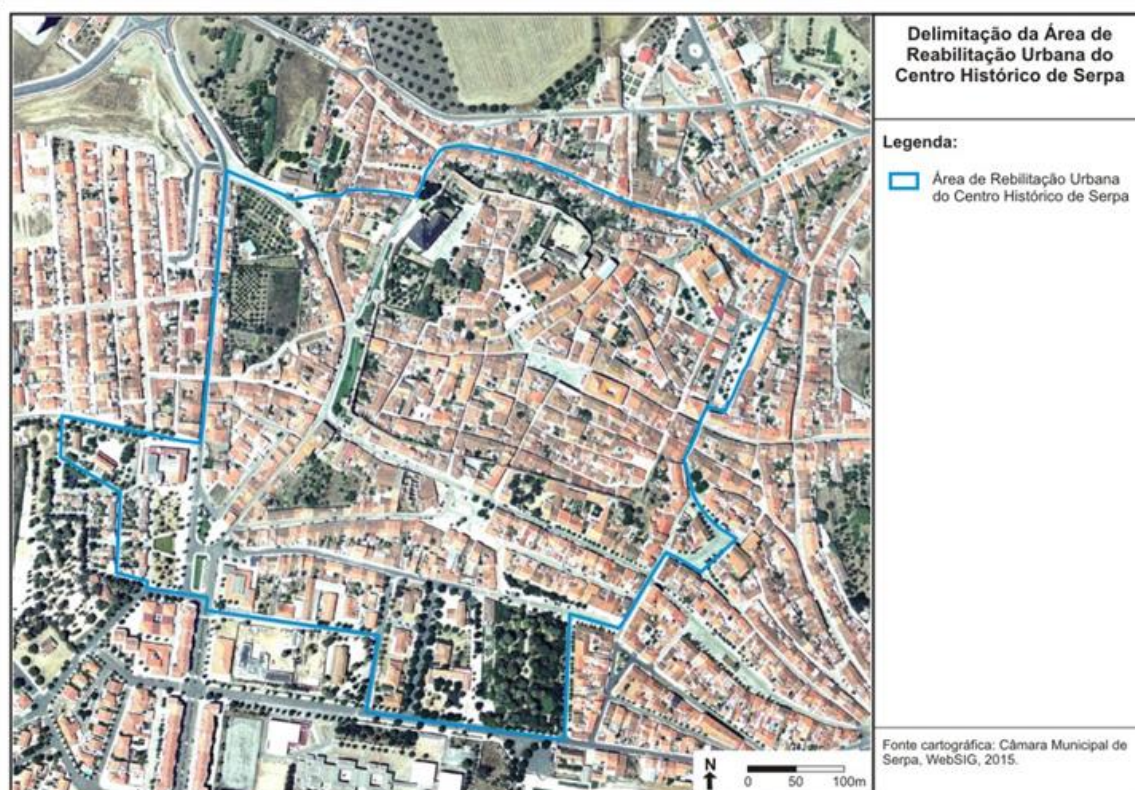 Delimitação da Área de
Reabilitação Urbana do
Centro Histórico de Serpa
Legenda:
Área de Rebilitação Urbana
do Centro Histórico de Serpa
Fonte cartográfica: Câmara Municipal de
Serpa, WebSIG, 2015.
N
0 50 100m